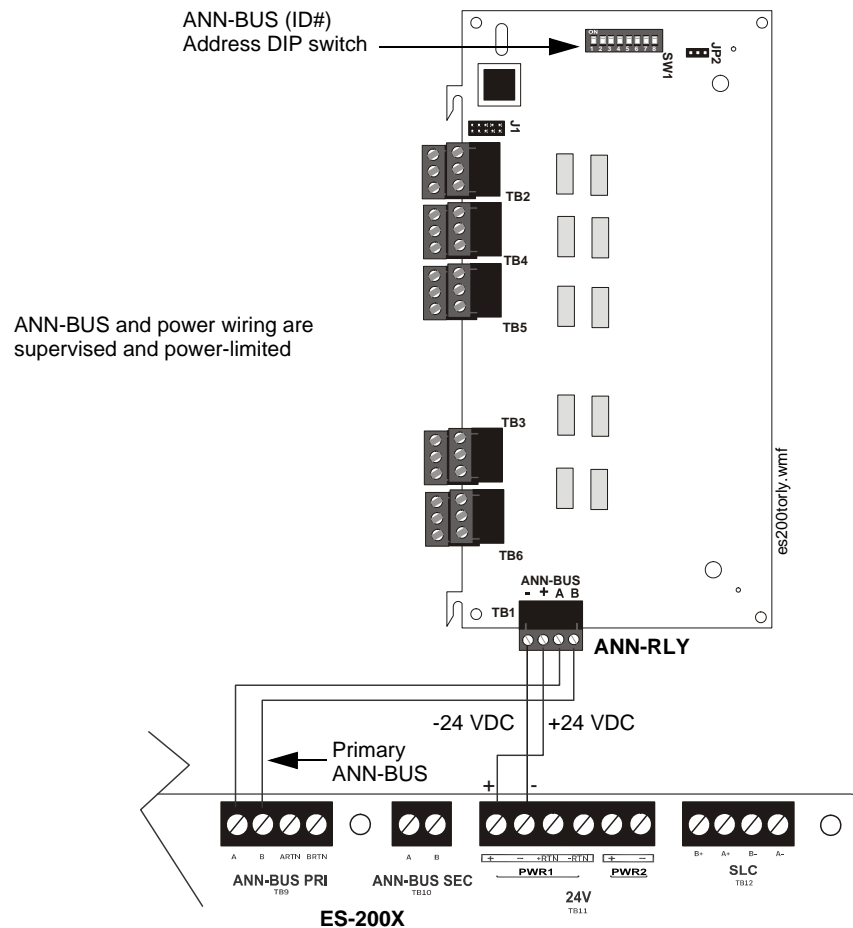 ANN-BUS (ID#)
Address DIP switch
ON
1 2 3 4 5 6 7 8
SW1
JP2
J1
TB2
TB4
TB5
ANN-BUS and power wiring are
supervised and power-limited
TB3
TB6
es200torly.wmf
ANN-BUS
- + A B
TB1
ANN-RLY
-24 VDC
+24 VDC
Primary
ANN-BUS
+ -
A B ARTN BRTN
ANN-BUS PRI
TB9
A B
ANN-BUS SEC
TB10
+ - +RTN -RTN + -
PWR1 PWR2
24V
TB11
B+ A+ B- A-
SLC
TB12
ES-200X